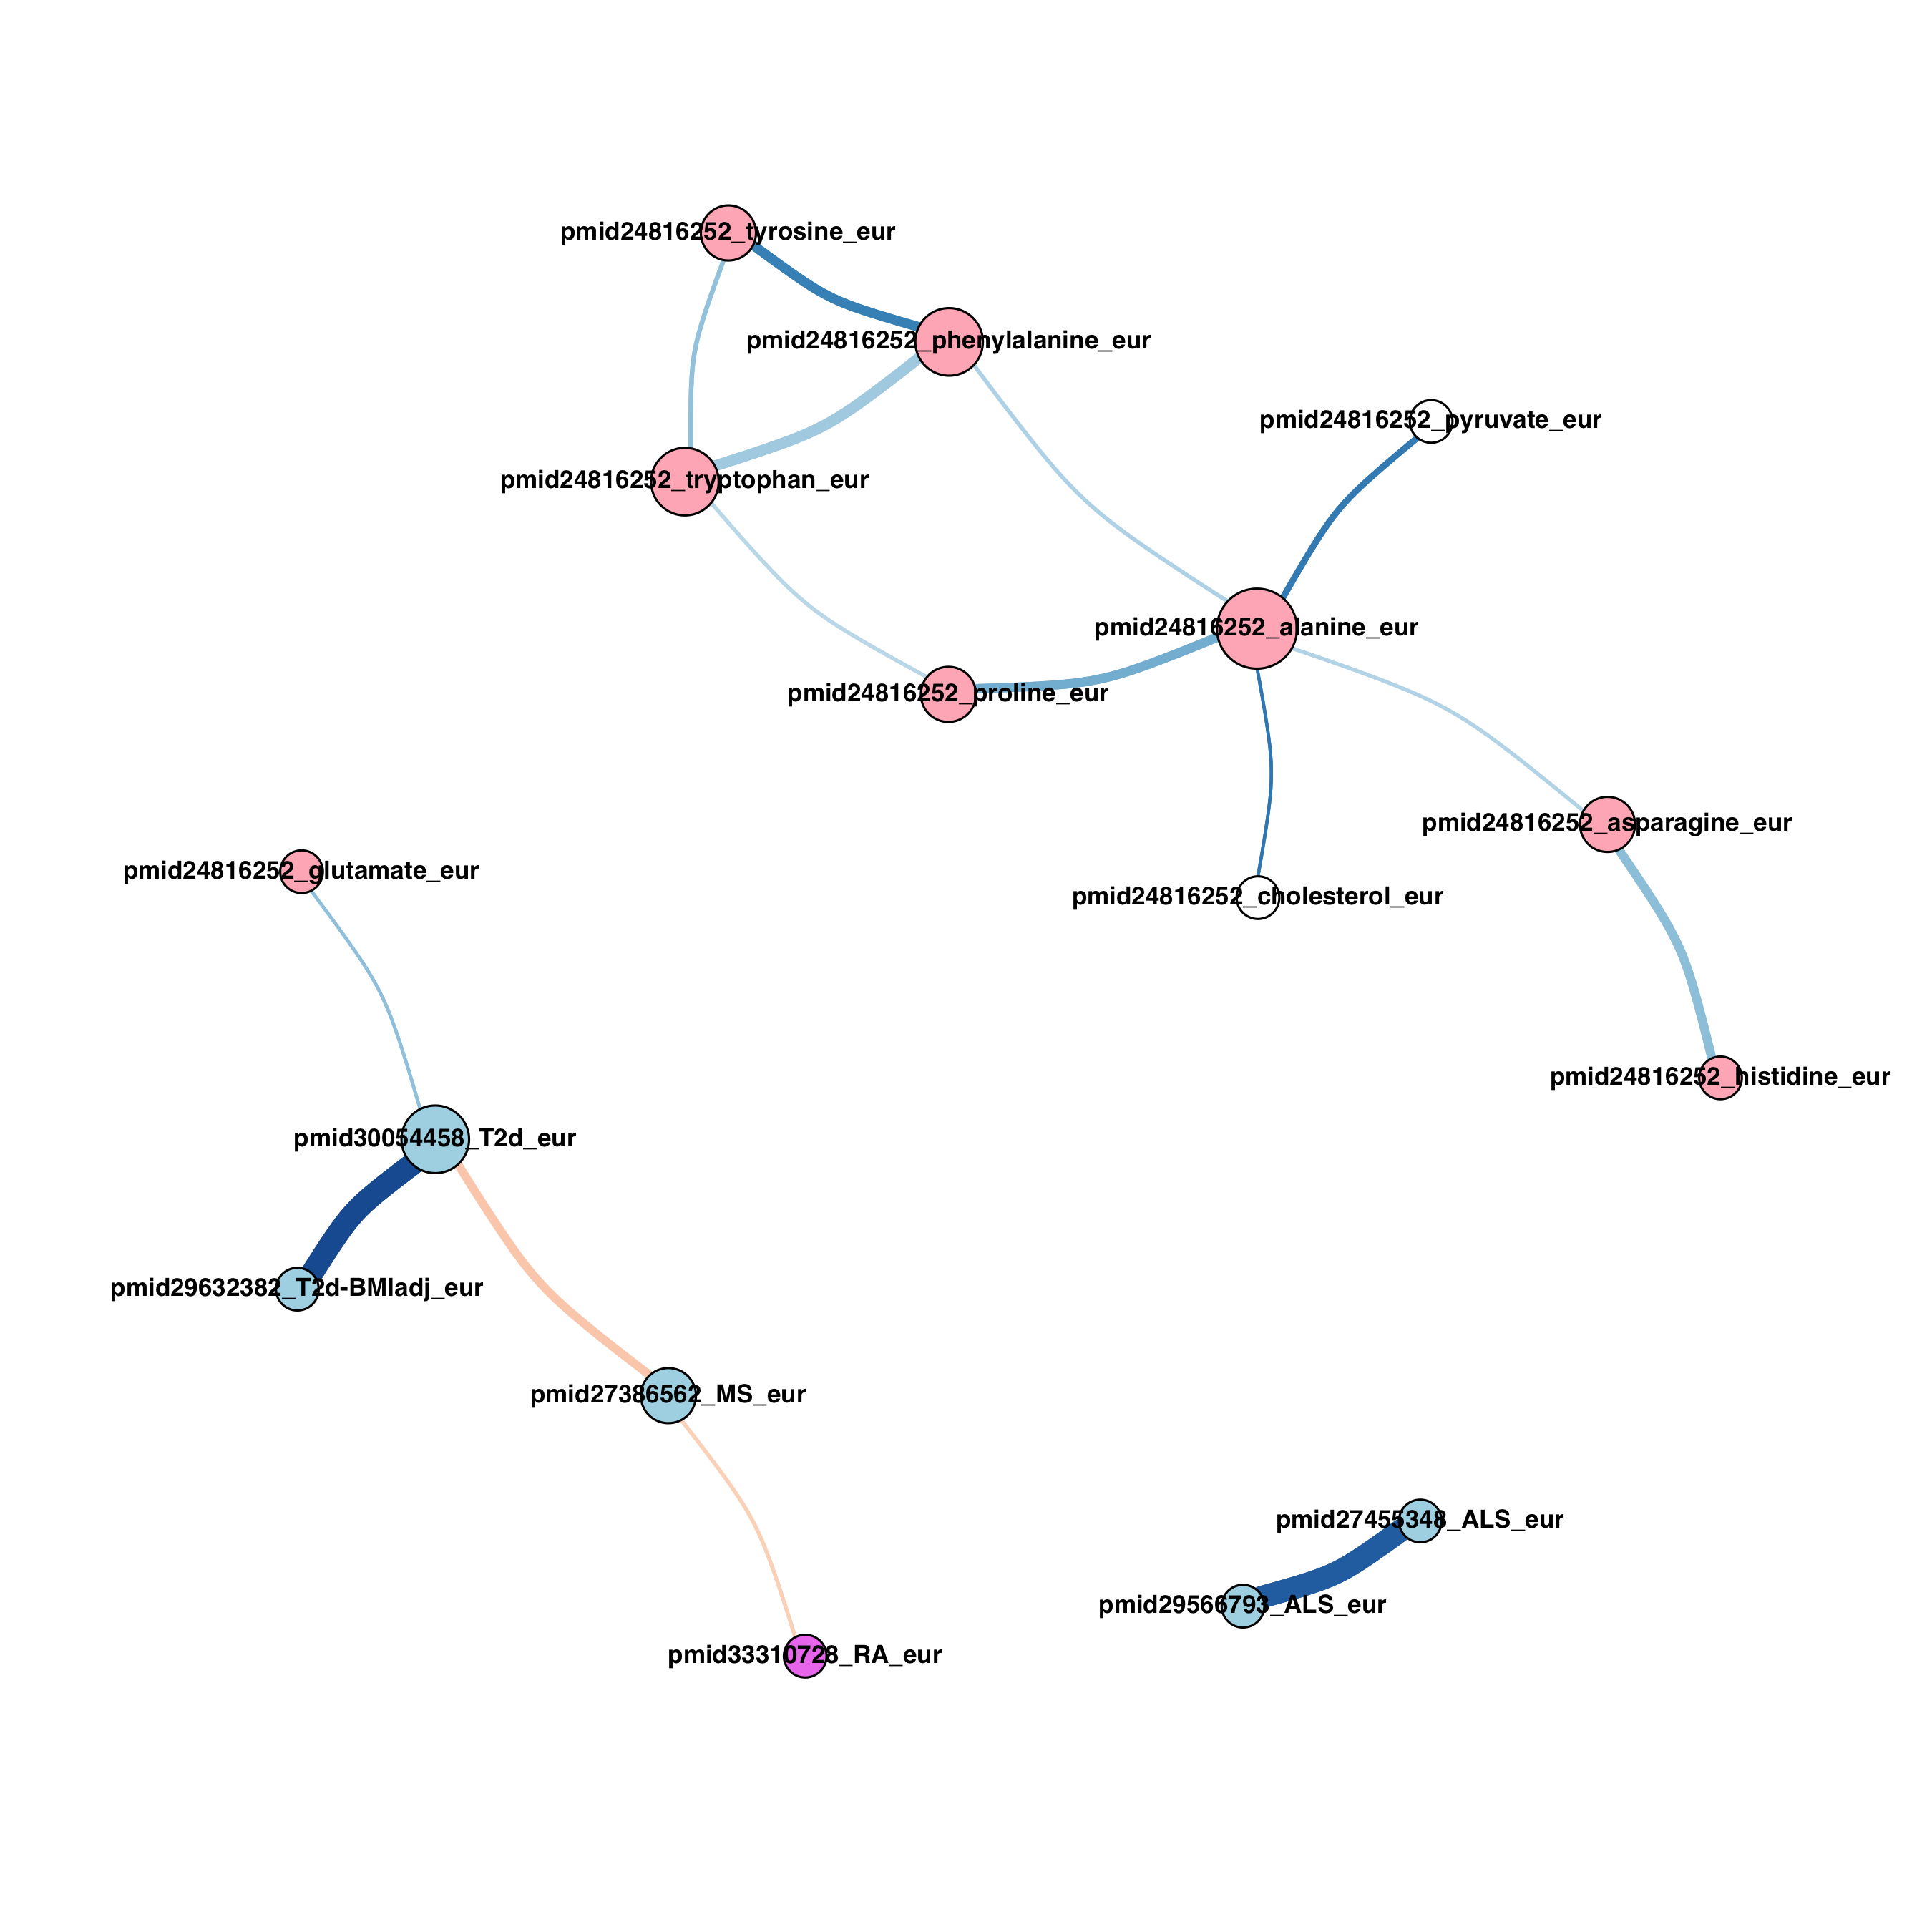 pmid24816252_tyrosine_eur
pmid24816252_phenylalanine_eur
pmid24816252_pyruvate_eur
pmid24816252_tryptophan_eur
pmid24816252_alanine_eur
pmid24816252_proline_eur
pmid24816252_asparagine_eur
pmid24816252_glutamate_eur
pmid24816252_cholesterol_eur
pmid24816252_histidine_eur
pmid30054458_T2d_eur
pmid29632382_T2d-BMIadj_eur
pmid27386562_MS_eur
pmid27455348_ALS_eur
pmid29566793_ALS_eur
pmid33310728_RA_eur